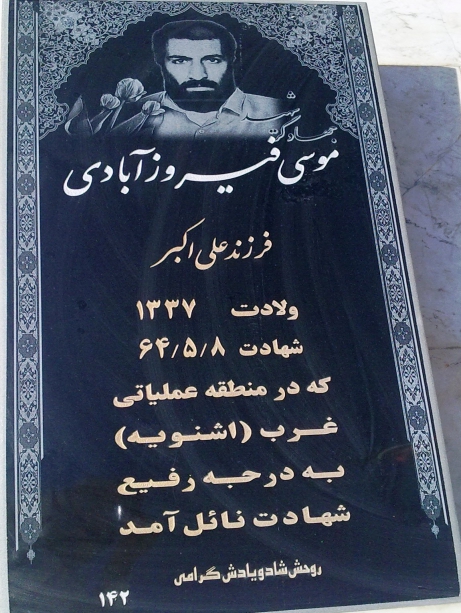 شهید جهادگر
موسی فیروزآبادی
فرزند علی اکبر
ولادت ۱۳۳۷
شهادت ۶۴/۵/۸
که در منطقه عملیاتی
غرب (اشنویه)
به درجه رفیع
شهادت نائل آمد
روحش شاد و یادش گرامی
۱۴۲